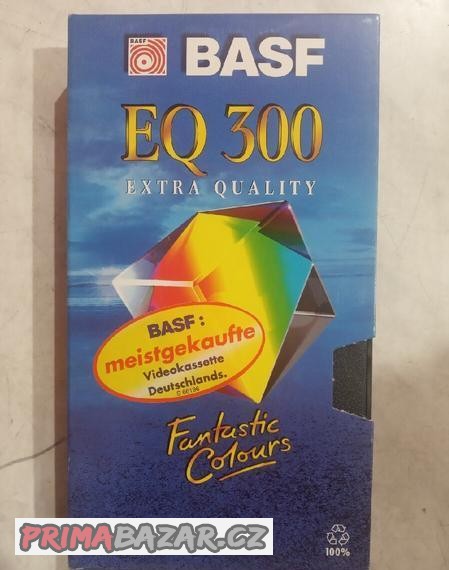 BASF
BASF
EQ 300
EXTRA QUALITY
BASF:
meistgekaufte
Videokassette
Deutschlands.
Fantastic
Colours
100%
PRIMABAZAR.CZ